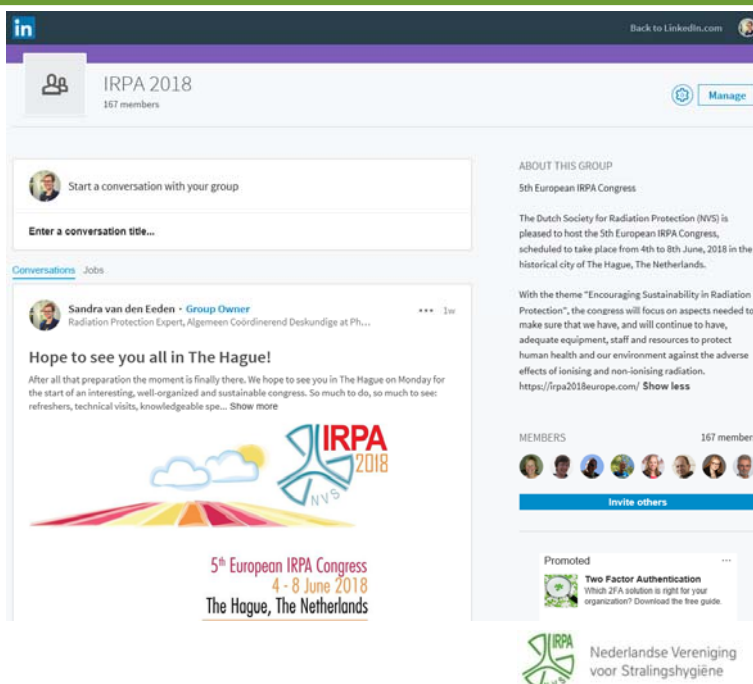 in
Back to LinkedIn.com
IRPA 2018
167 members
Manage
Start a conversation with your group
Enter a conversation title...
Conversations Jobs
Sandra van den Eeden • Group Owner
Radiation Protection Expert, Algemeen Coördinerend Deskundige at Ph...
••• 1w
Hope to see you all in The Hague!
After all that preparation the moment is finally there. We hope to see you in The Hague on Monday for
the start of an interesting, well-organized and sustainable congress. So much to do, so much to see:
refreshers, technical visits, knowledgeable spe... Show more
IRPA
2018
NVS
5th European IRPA Congress
4 - 8 June 2018
The Hague, The Netherlands
ABOUT THIS GROUP
5th European IRPA Congress
The Dutch Society for Radiation Protection (NVS) is
pleased to host the 5th European IRPA Congress,
scheduled to take place from 4th to 8th June, 2018 in the
historical city of The Hague, The Netherlands.
With the theme "Encouraging Sustainability in Radiation
Protection", the congress will focus on aspects needed to
make sure that we have, and will continue to have,
adequate equipment, staff and resources to protect
human health and our environment against the adverse
effects of ionising and non-ionising radiation.
https://irpa2018europe.com/ Show less
MEMBERS
167 member
Invite others
Promoted
...
Two Factor Authentication
Which 2FA solution is right for your
organization? Download the free guide.
IRPA
NVS
Nederlandse Vereniging
voor Stralingshygiëne